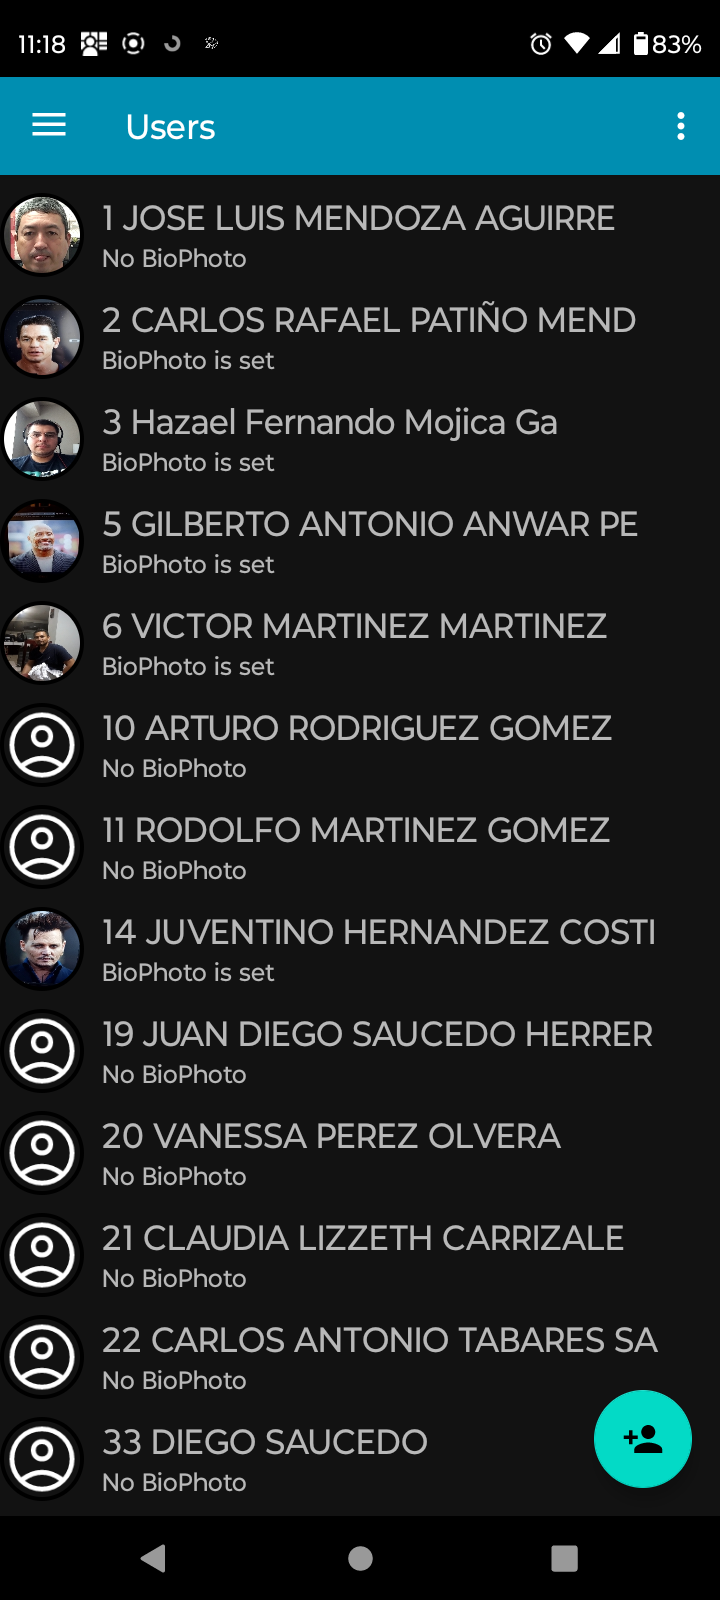 11:18
83%
Users
1 JOSE LUIS MENDOZA AGUIRRE
No BioPhoto
2 CARLOS RAFAEL PATIÑO MEND
BioPhoto is set
3 Hazael Fernando Mojica Ga
BioPhoto is set
5 GILBERTO ANTONIO ANWAR PE
BioPhoto is set
6 VICTOR MARTINEZ MARTINEZ
BioPhoto is set
10 ARTURO RODRIGUEZ GOMEZ
No BioPhoto
11 RODOLFO MARTINEZ GOMEZ
No BioPhoto
14 JUVENTINO HERNANDEZ COSTI
BioPhoto is set
19 JUAN DIEGO SAUCEDO HERRER
No BioPhoto
20 VANESSA PEREZ OLVERA
No BioPhoto
21 CLAUDIA LIZZETH CARRIZALE
No BioPhoto
22 CARLOS ANTONIO TABARES SA
No BioPhoto
33 DIEGO SAUCEDO
No BioPhoto